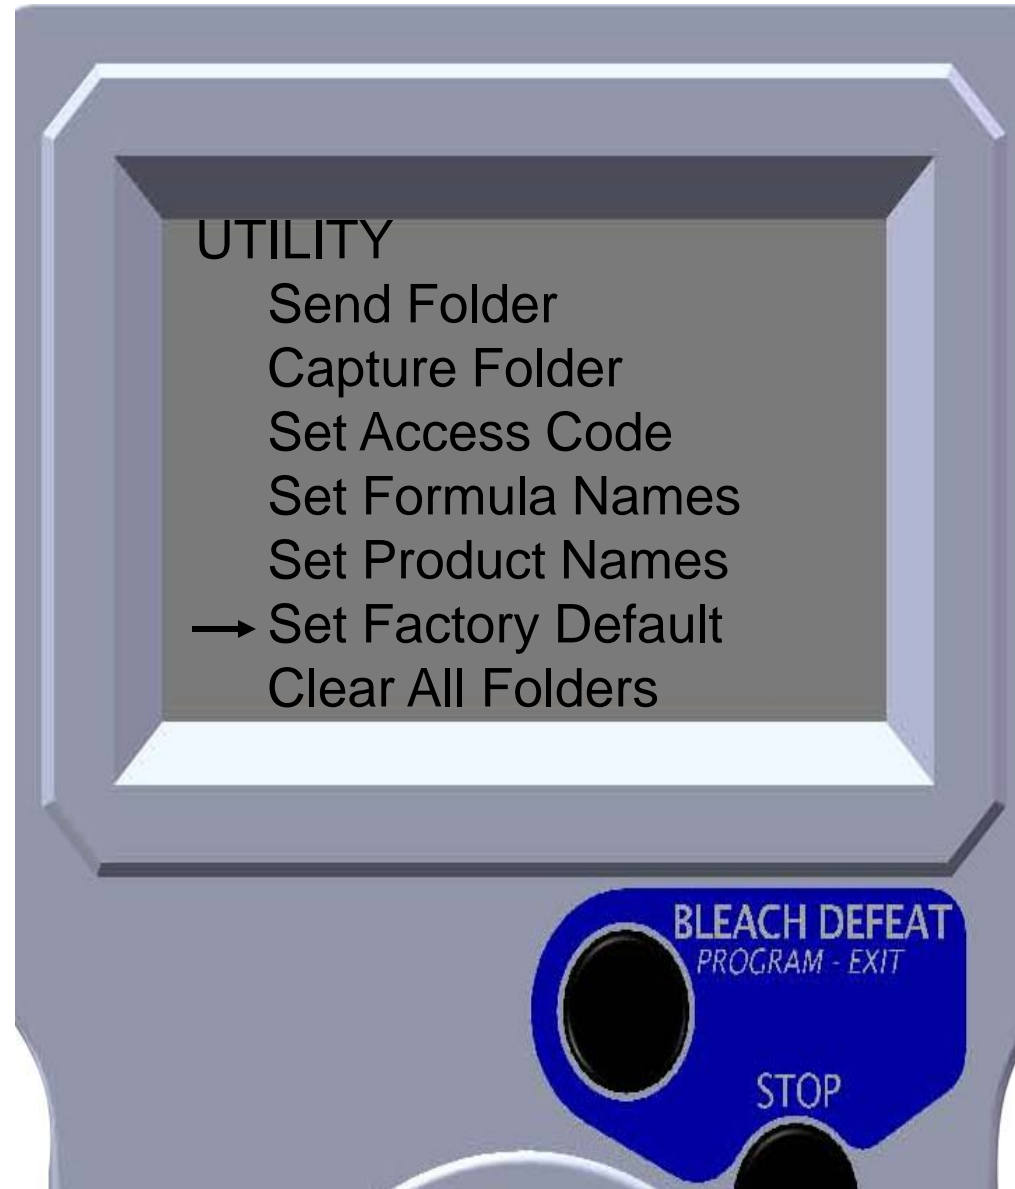 UTILITY
Send Folder
Capture Folder
Set Access Code
Set Formula Names
Set Product Names
Set Factory Default
Clear All Folders
BLEACH DEFEAT
PROGRAM - EXIT
STOP